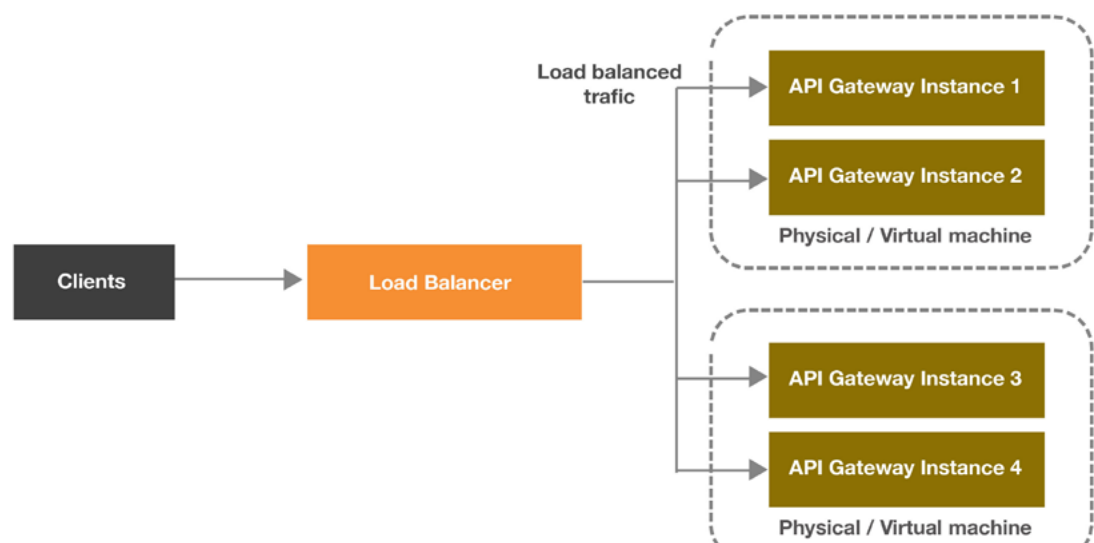 Load balanced
trafic
API Gateway Instance 1
API Gateway Instance 2
Physical / Virtual machine
Clients
Load Balancer
API Gateway Instance 3
API Gateway Instance 4
Physical / Virtual machine